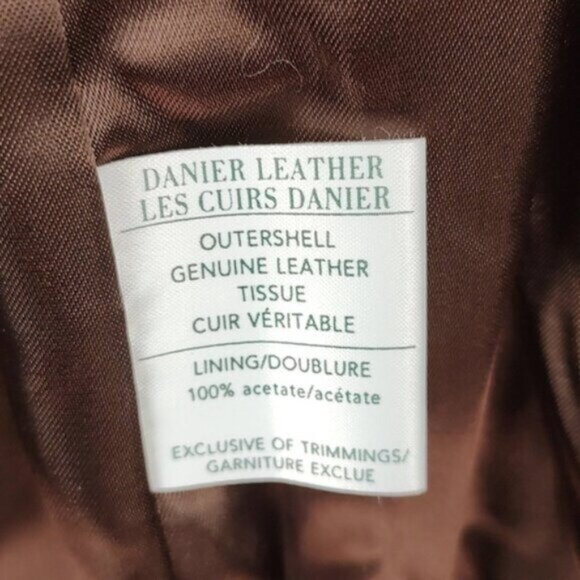 DANIER LEATHER
LES CUIRS DANIER
OUTERSHELL
GENUINE LEATHER
TISSUE
CUIR VÉRITABLE
LINING/DOUBLURE
100% acetate/acétate
EXCLUSIVE OF TRIMMINGS/
GARNITURE EXCLUE